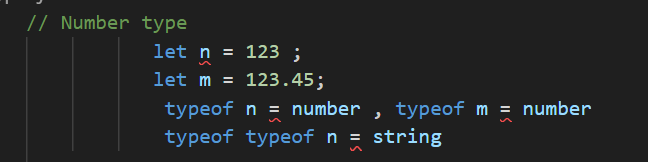 // Number type
let n = 123 ;
let m = 123.45;
typeof n = number , typeof m = number
typeof typeof n = string